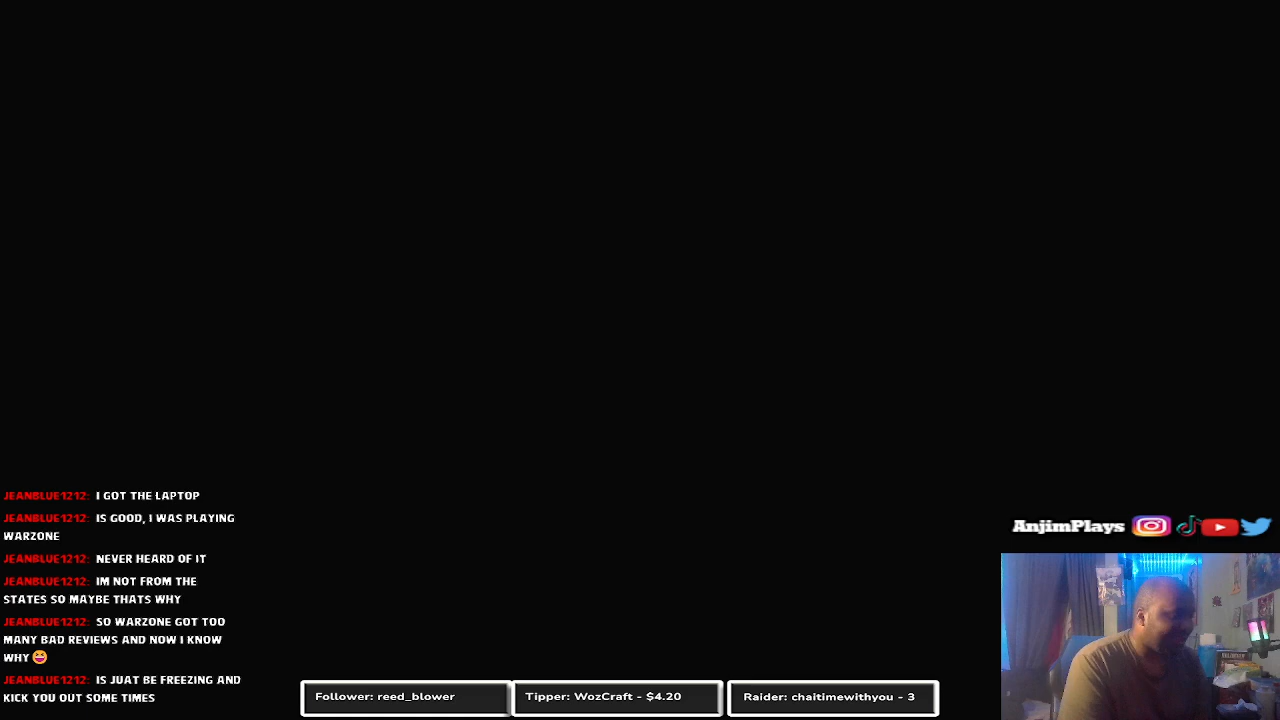 JEANBLUE1212: I GOT THE LAPTOP
JEANBLUE1212: IS GOOD, I WAS PLAYING
WARZONE
JEANBLUE1212: NEVER HEARD OF IT
JEANBLUE1212: IM NOT FROM THE
STATES SO MAYBE THATS WHY
JEANBLUE1212: SO WARZONE GOT TOO
MANY BAD REVIEWS AND NOW I KNOW
WHY 😆
JEANBLUE1212: IS JUAT BE FREEZING AND
KICK YOU OUT SOME TIMES
Follower: reed_blower
Tipper: WozCraft - $4.20
Raider: chaitimewithyou - 3
AnjimPlays